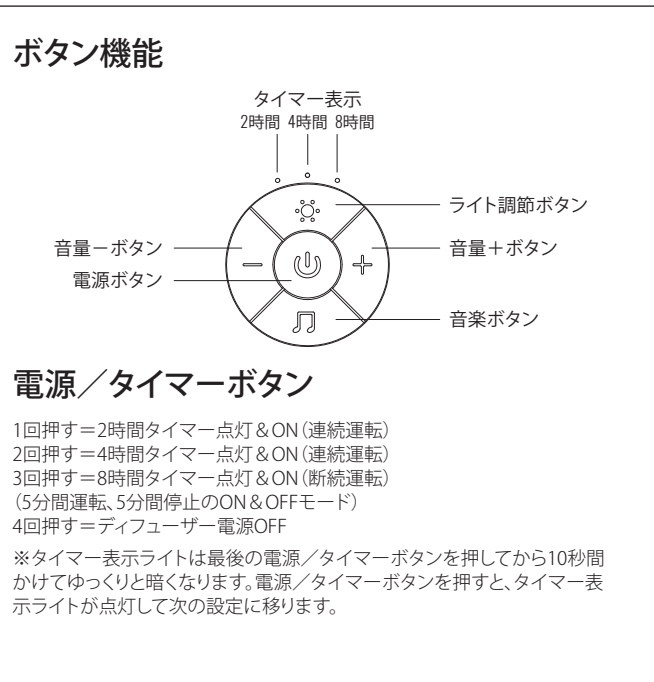 ボタン機能
タイマー表示
2時間 4時間 8時間
ライト調節ボタン
音量－ボタン
音量＋ボタン
電源ボタン
音楽ボタン
電源／タイマーボタン
1回押す＝2時間タイマー点灯＆ON（連続運転）
2回押す＝4時間タイマー点灯＆ON（連続運転）
3回押す＝8時間タイマー点灯＆ON（断続運転）
（5分間運転、5分間停止のON＆OFFモード）
4回押す＝ディフューザー電源OFF
※タイマー表示ライトは最後の電源／タイマーボタンを押してから10秒間
かけてゆっくりと暗くなります。電源／タイマーボタンを押すと、タイマー表
示ライトが点灯して次の設定に移ります。